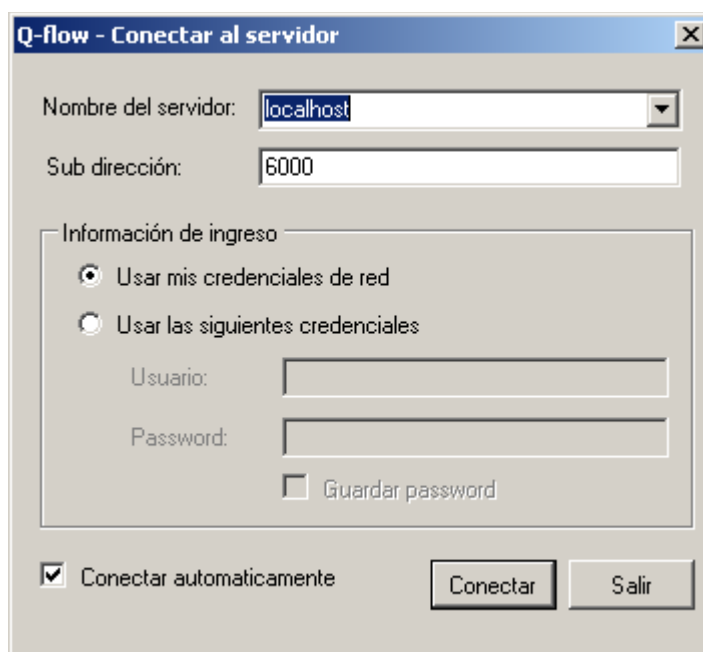 Q-flow - Conectar al servidor
Nombre del servidor: localhost
Sub dirección: 6000
Información de ingreso
Usar mis credenciales de red
Usar las siguientes credenciales
Usuario:
Password:
Guardar password
Conectar automaticamente Conectar Salir